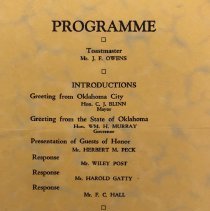 PROGRAMME
Toastmaster
Mr. J. F. OWENS
INTRODUCTIONS
Greeting from Oklahoma City
Hon. C. J. BLINN
Mayor
Greeting from the State of Oklahoma
Hon. WM. H. MURRAY
Governor
Presentation of Guests of Honor
Mr. HERBERT M. PECK
Response
Mr. WILEY POST
Response
Mr. HAROLD GATTY
Response
Mr. F. C. HALL